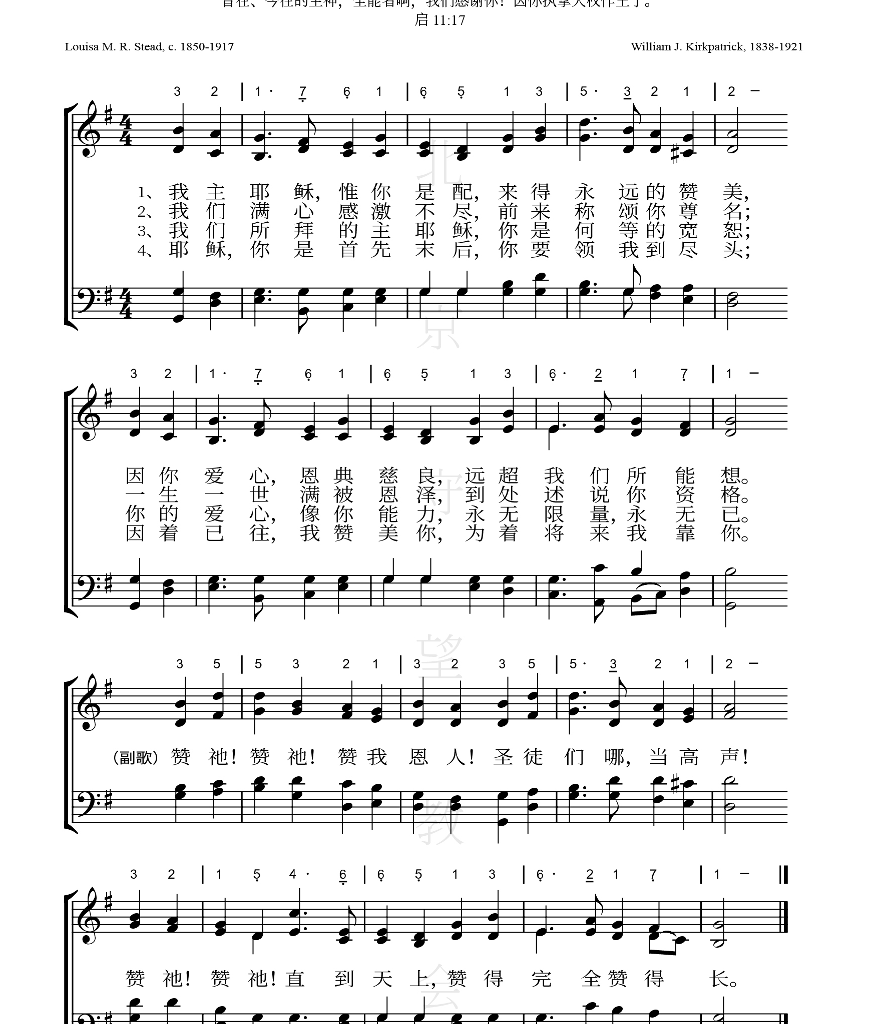 昔在、今在的主神，全能者啊，我们感谢你！因你执掌大权作王了。
启 11:17
Louisa M. R. Stead, c. 1850-1917 William J. Kirkpatrick, 1838-1921
3 2 1· 7 6 1 6 5 1 3 5· 3 2 1 2 –
1、我主耶稣，惟你是配，来得永远的赞美，
2、我们满心感激不尽，前来称颂你尊名；
3、我们所拜的主耶稣，你是何等的宽恕；
4、耶稣，你是首先末后，你要领我到尽头；
3 2 1· 7 6 1 6 5 1 3 6· 2 1 7 1 –
因你爱心，恩典慈良，远超我们所能想。
一生一世满被恩泽，到处述说你资格。
你的爱心，像你能力，永无限量，永无已。
因着已往，我赞美你，为着将来我靠你。
3 5 5 3 2 1 3 2 3 5 5· 3 2 1 2 –
（副歌）赞祂！赞祂！赞我恩人！圣徒们哪，当高声！
3 2 1 5 4· 6 6 5 1 3 6· 2 1 7 1 –
赞祂！赞祂！直到天上，赞得完全赞得长。
北京守望教会